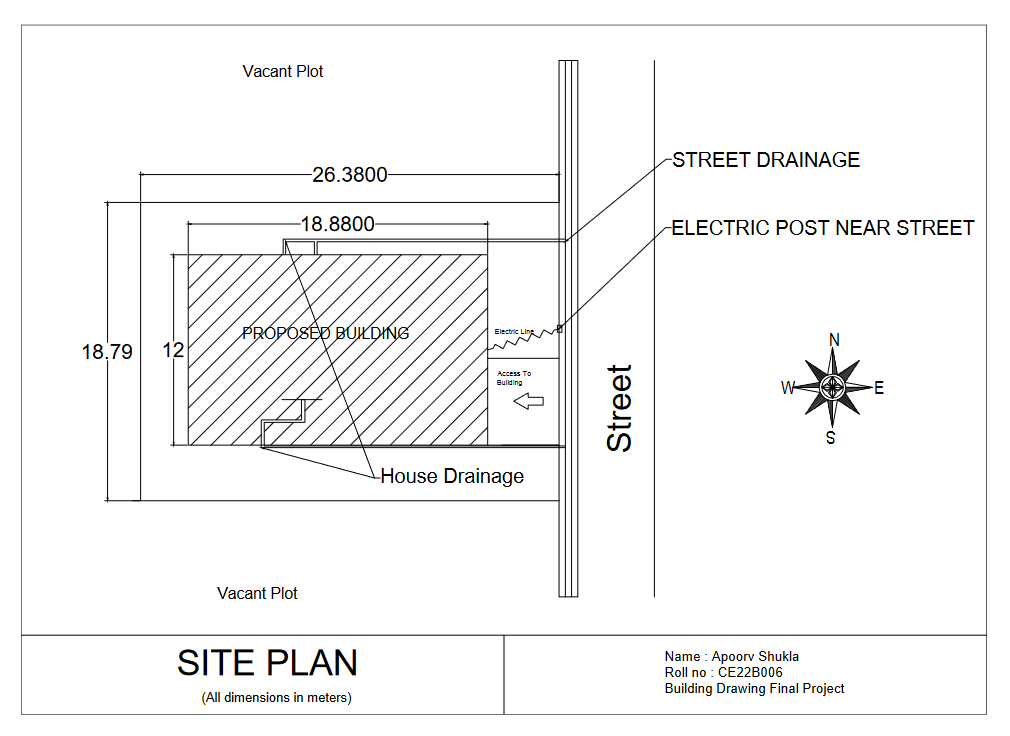 Vacant Plot
STREET DRAINAGE
26.3800
18.8800
ELECTRIC POST NEAR STREET
Electric Line
PROPOSED BUILDING
18.79
12
Access To
Building
Street
N
W
E
S
House Drainage
Vacant Plot
SITE PLAN
(All dimensions in meters)
Name : Apoorv Shukla
Roll no : CE22B006
Building Drawing Final Project